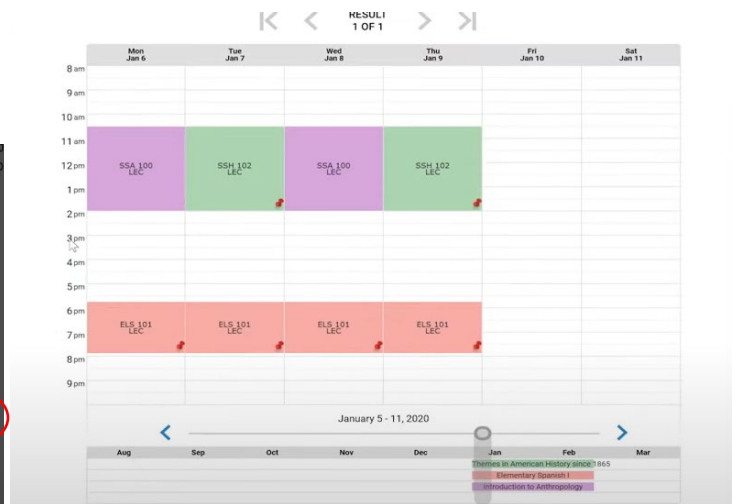 RESULT
1 OF 1
Mon Tue Wed Thu Fri Sat
Jan 6 Jan 7 Jan 8 Jan 9 Jan 10 Jan 11
8 am
9 am
10 am
11 am
12 pm
SSA 100 SSH 102 SSA 100 SSH 102
LEC LEC LEC LEC
1 pm
2 pm
3 pm
4 pm
5 pm
6 pm
ELS 101 ELS 101 ELS 101 ELS 101
LEC LEC LEC LEC
7 pm
8 pm
9 pm
January 5 - 11, 2020
Aug Sep Oct Nov Dec Jan Feb Mar
Themes in American History since 1865
Elementary Spanish I
Introduction to Anthropology